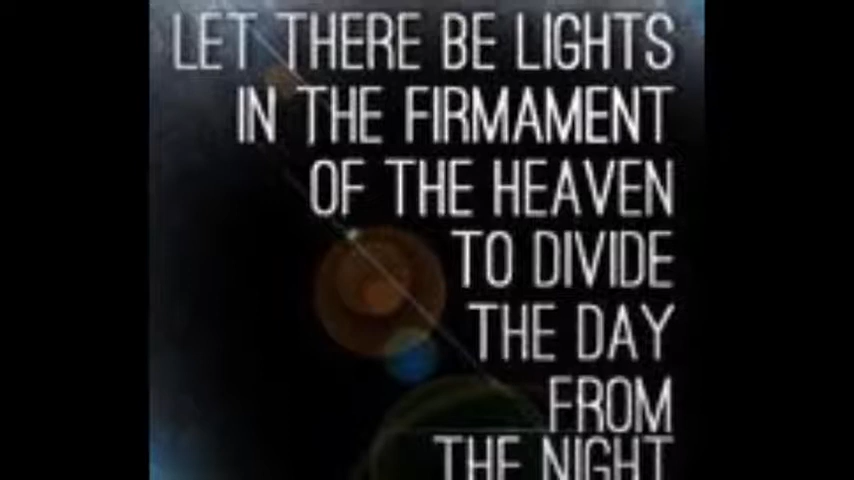 LET THERE BE LIGHTS
IN THE FIRMAMENT
OF THE HEAVEN
TO DIVIDE
THE DAY
FROM
THE NIGHT